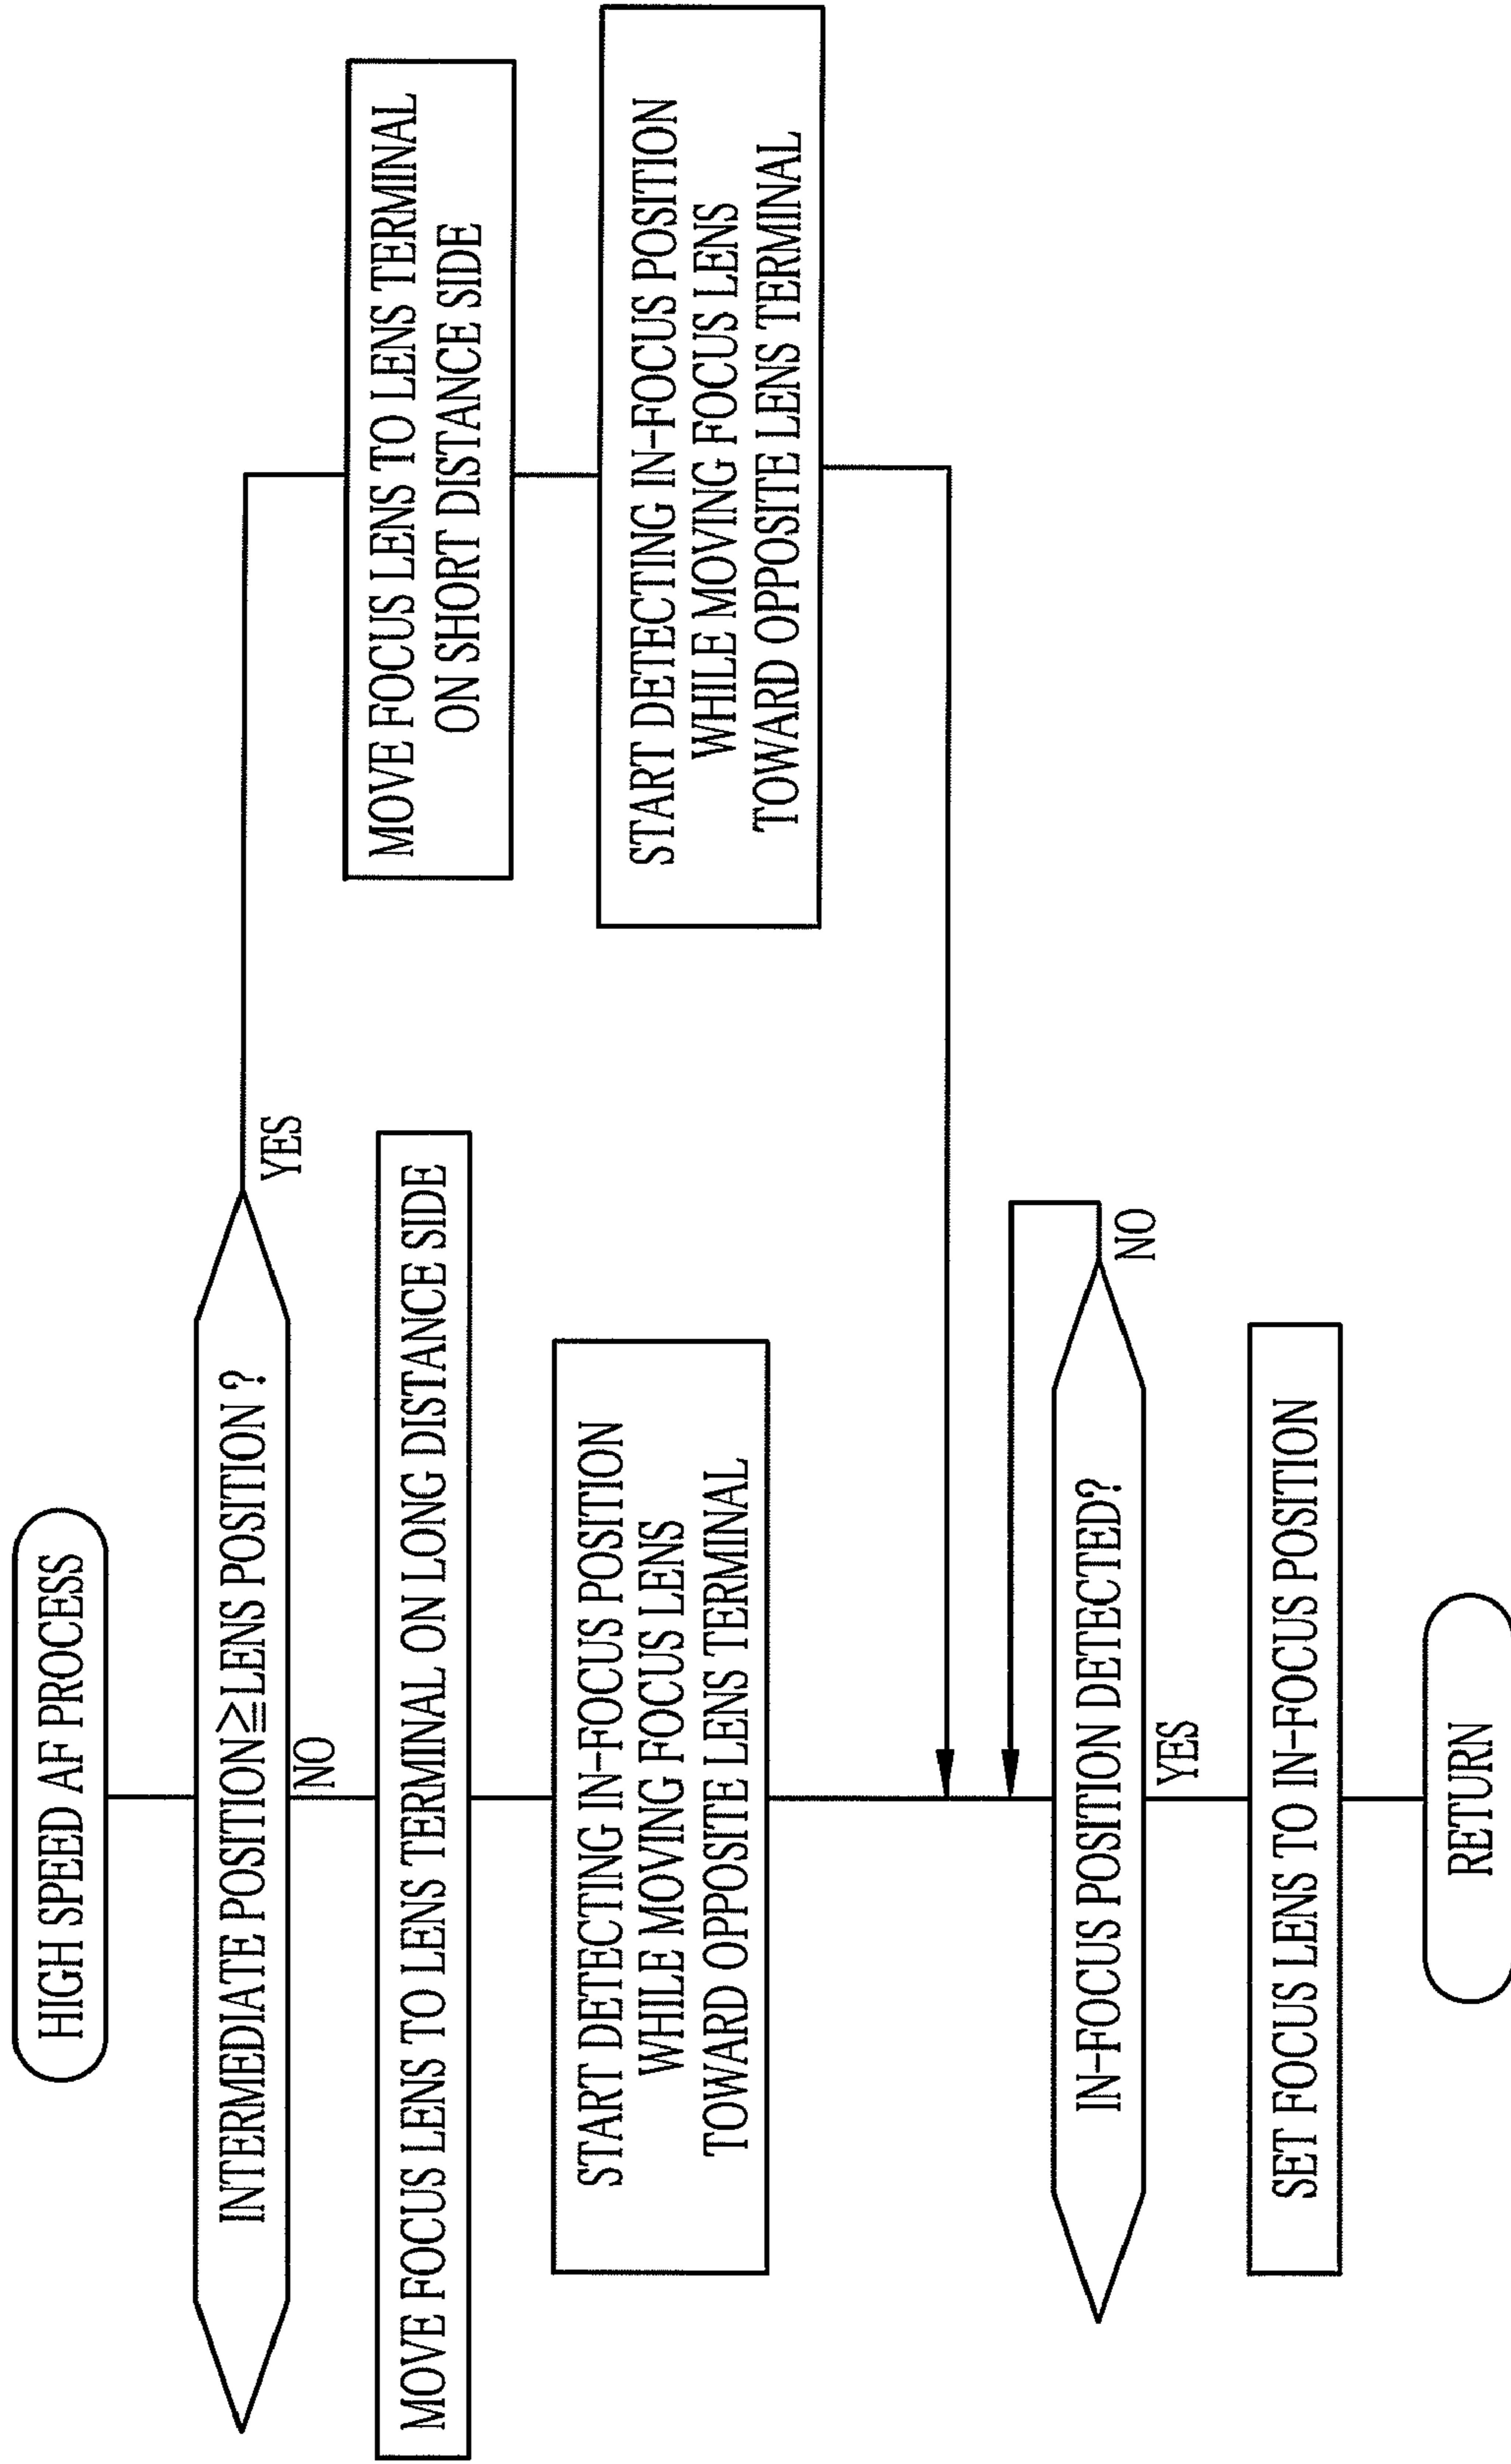 HIGH SPEED AF PROCESS
INTERMEDIATE POSITION≧LENS POSITION ?
YES
NO
MOVE FOCUS LENS TO LENS TERMINAL ON LONG DISTANCE SIDE
MOVE FOCUS LENS TO LENS TERMINAL
ON SHORT DISTANCE SIDE
START DETECTING IN-FOCUS POSITION
WHILE MOVING FOCUS LENS
TOWARD OPPOSITE LENS TERMINAL
START DETECTING IN-FOCUS POSITION
WHILE MOVING FOCUS LENS
TOWARD OPPOSITE LENS TERMINAL
IN-FOCUS POSITION DETECTED?
NO
YES
SET FOCUS LENS TO IN-FOCUS POSITION
RETURN